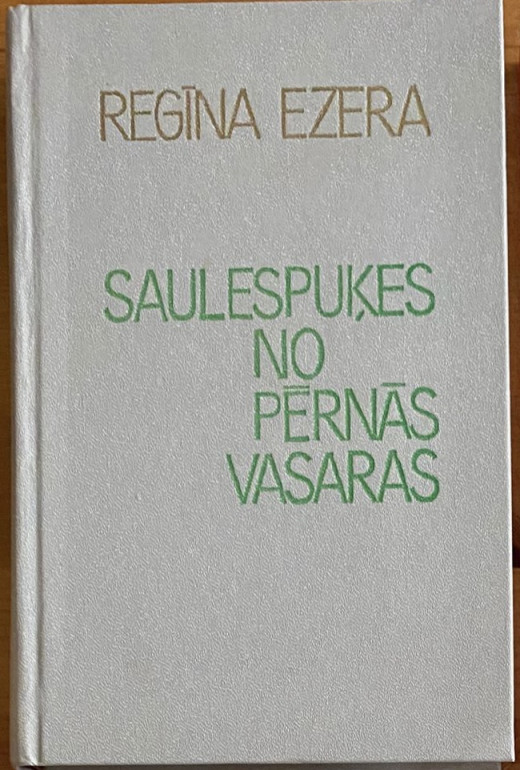 REGĪNA EZERA
SAULESPUĶES
NO
PĒRNĀS
VASARAS